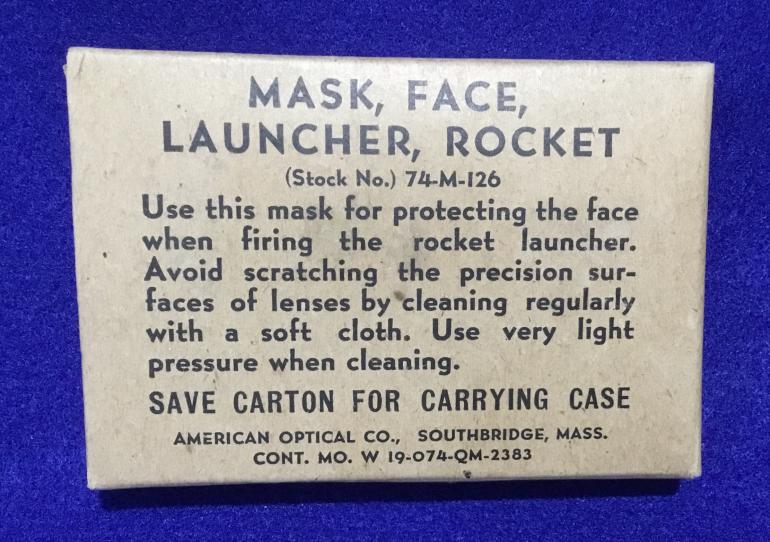 MASK, FACE,
LAUNCHER, ROCKET
(Stock No.) 74-M-126
Use this mask for protecting the face
when firing the rocket launcher.
Avoid scratching the precision sur-
faces of lenses by cleaning regularly
with a soft cloth. Use very light
pressure when cleaning.
SAVE CARTON FOR CARRYING CASE
AMERICAN OPTICAL CO., SOUTHBRIDGE, MASS.
CONT. MO. W 19-074-QM-2383